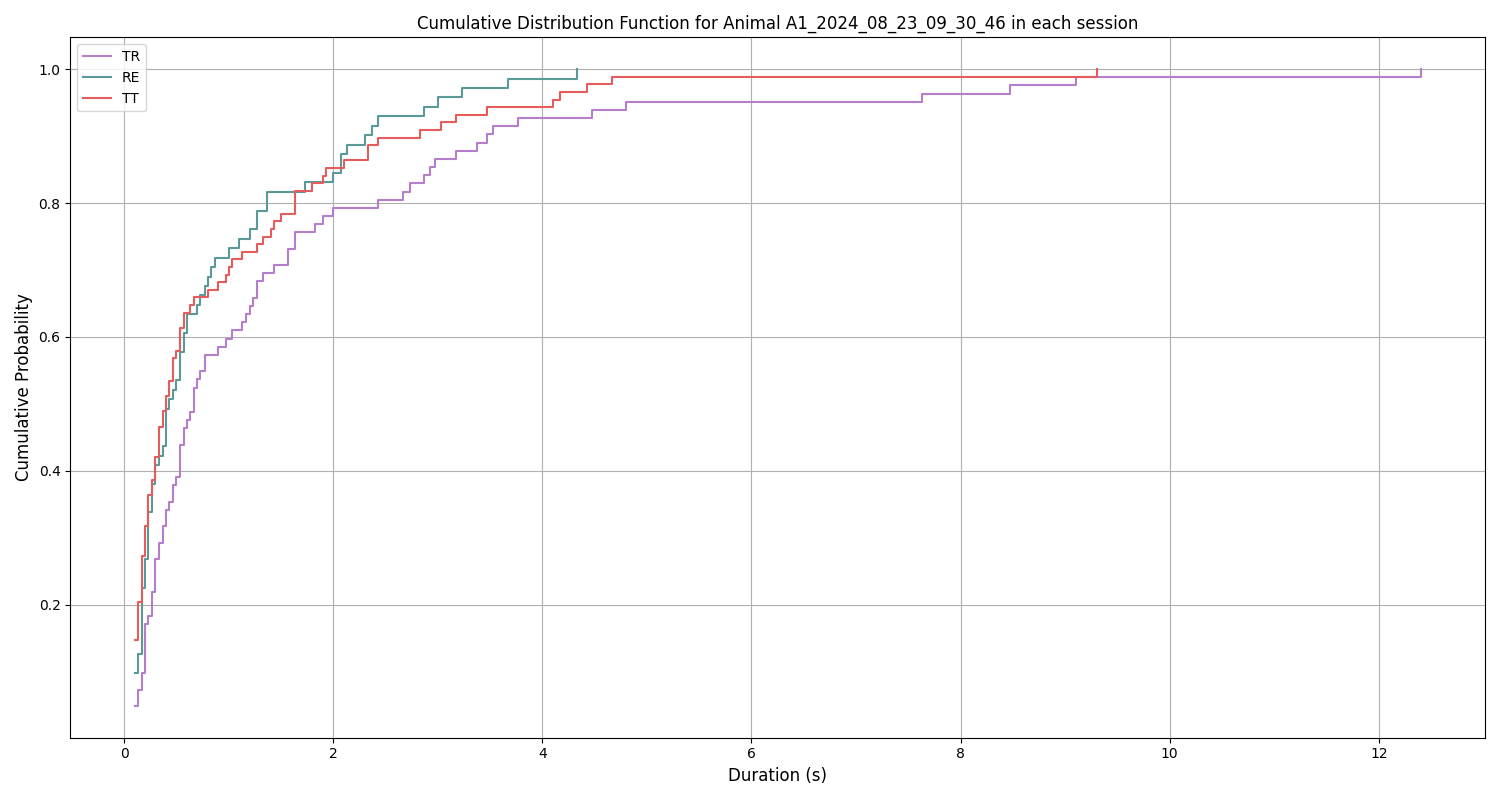 Cumulative Distribution Function for Animal A1_2024_08_23_09_30_46 in each session
TR
RE
TT
1.0
0.8
0.6
0.4
0.2
Cumulative Probability
0 2 4 6 8 10 12
Duration (s)